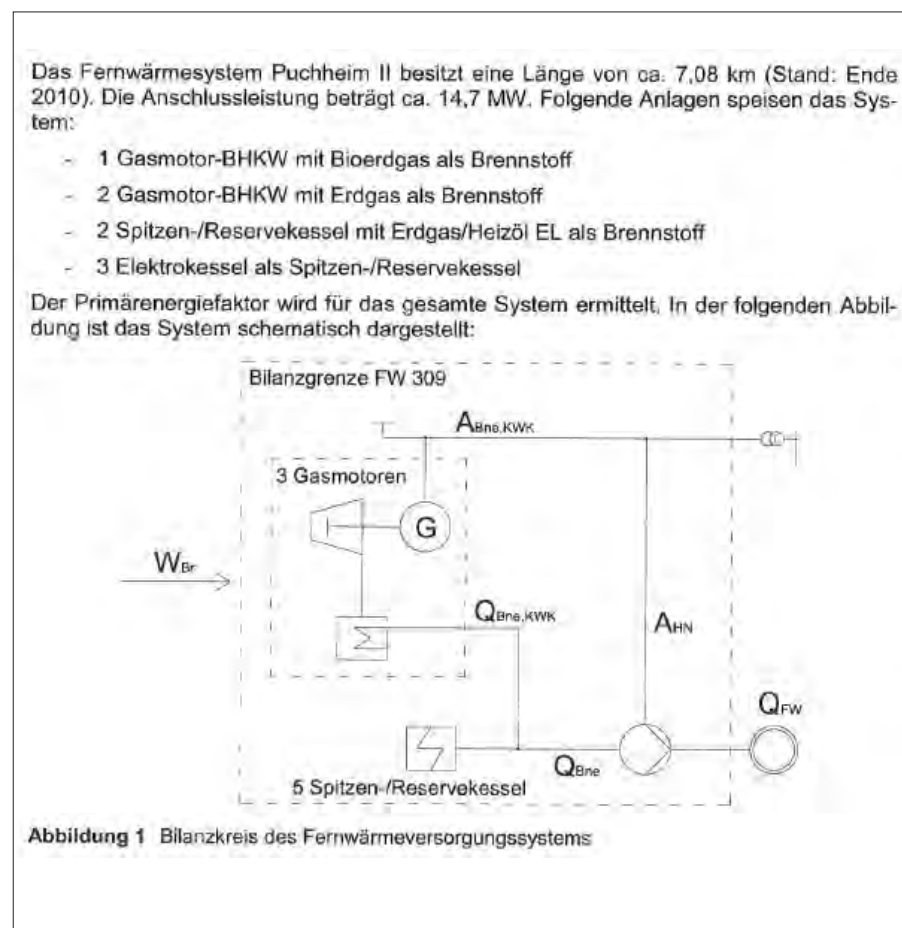 Das Fernwärmesystem Puchheim II besitzt eine Länge von ca. 7,08 km (Stand: Ende
2010). Die Anschlussleistung beträgt ca. 14,7 MW. Folgende Anlagen speisen das Sys-
tem:
- 1 Gasmotor-BHKW mit Bioerdgas als Brennstoff
- 2 Gasmotor-BHKW mit Erdgas als Brennstoff
- 2 Spitzen-/Reservekessel mit Erdgas/Heizöl EL als Brennstoff
- 3 Elektrokessel als Spitzen-/Reservekessel
Der Primärenergiefaktor wird für das gesamte System ermittelt. In der folgenden Abbil-
dung ist das System schematisch dargestellt:
Bilanzgrenze FW 309
ABne,KWK
3 Gasmotoren
G
WBr
QBne,KWK
AHN
QFW
QBne
5 Spitzen-/Reservekessel
Abbildung 1 Bilanzkreis des Fernwärmeversorgungssystems